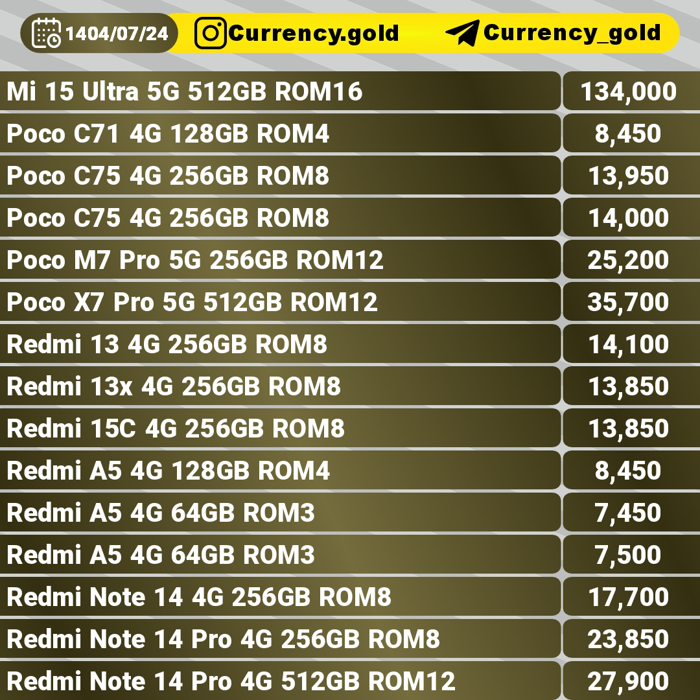 1404/07/24 Currency.gold Currency_gold
Mi 15 Ultra 5G 512GB ROM16 134,000
Poco C71 4G 128GB ROM4 8,450
Poco C75 4G 256GB ROM8 13,950
Poco C75 4G 256GB ROM8 14,000
Poco M7 Pro 5G 256GB ROM12 25,200
Poco X7 Pro 5G 512GB ROM12 35,700
Redmi 13 4G 256GB ROM8 14,100
Redmi 13x 4G 256GB ROM8 13,850
Redmi 15C 4G 256GB ROM8 13,850
Redmi A5 4G 128GB ROM4 8,450
Redmi A5 4G 64GB ROM3 7,450
Redmi A5 4G 64GB ROM3 7,500
Redmi Note 14 4G 256GB ROM8 17,700
Redmi Note 14 Pro 4G 256GB ROM8 23,850
Redmi Note 14 Pro 4G 512GB ROM12 27,900